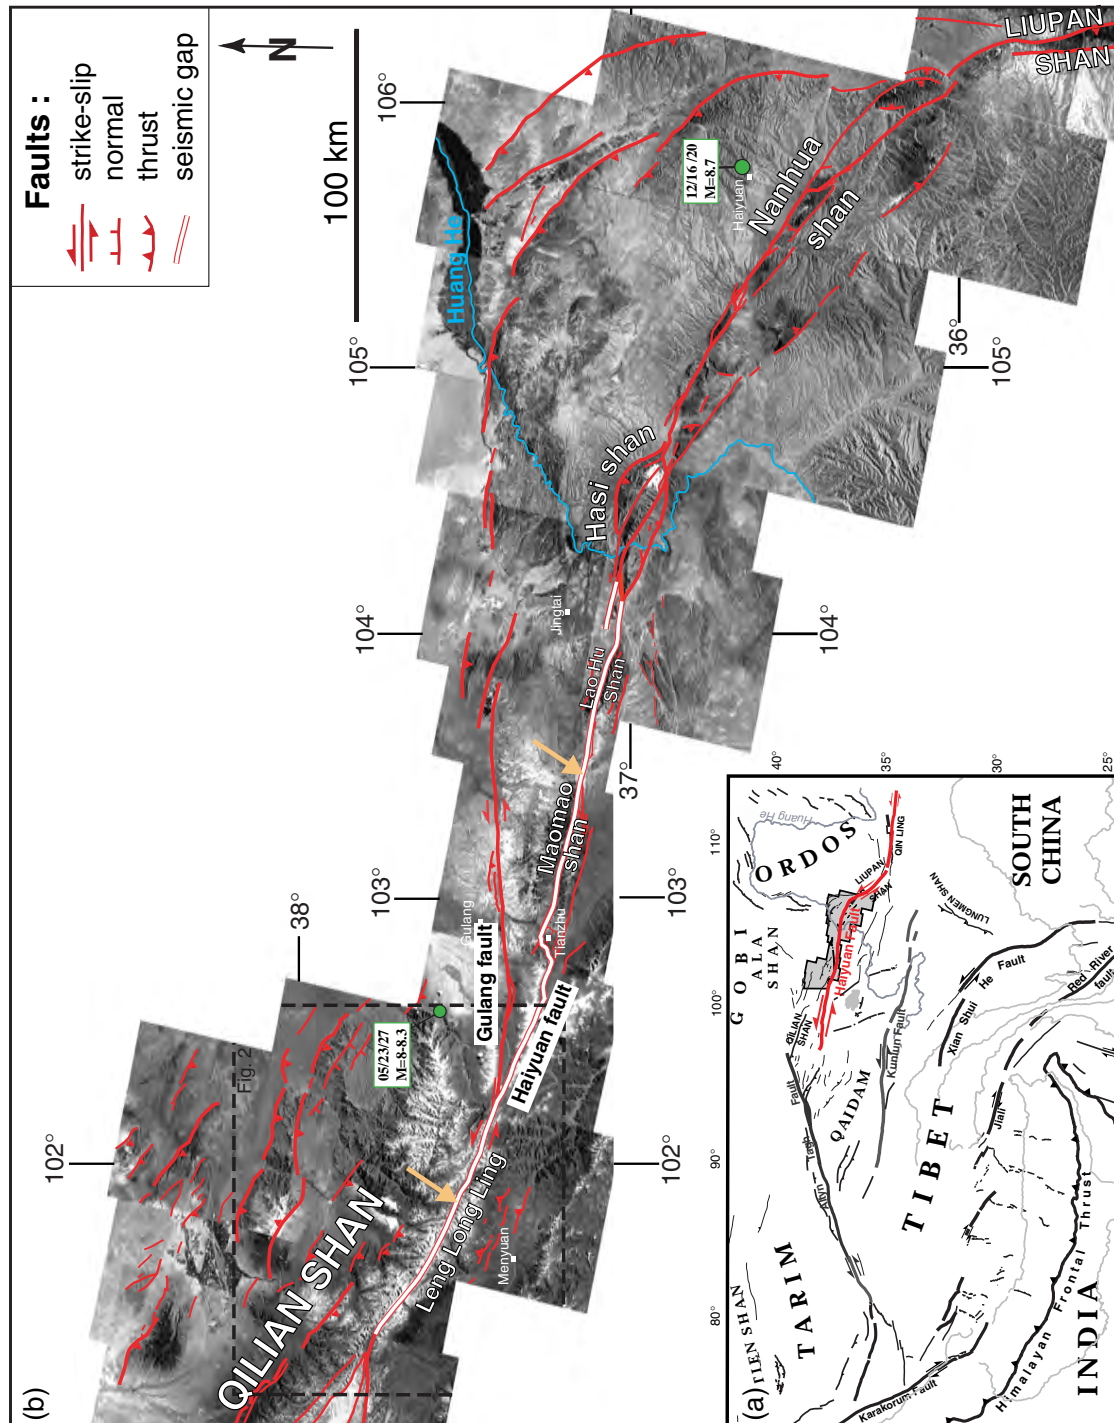 (b)
Faults :
strike-slip
normal
thrust
seismic gap
N
100 km
102°
38°
103°
104°
105°
106°
QILIAN SHAN
Fig. 2
05/23/27
M=8-8.3
Gulang
Gulang fault
Haiyuan fault
Leng Long Ling
Menyuan
Tianzhu
Maomao
shan
Lao Hu
Shan
Jingtai
Hasi shan
Huang He
12/16 /20
M=8.7
Haiyuan
Nanhua
shan
LIUPAN
SHAN
102°
103°
37°
104°
105°
36°
(a)
80°
90°
100°
110°
40°
35°
30°
25°
TIEN SHAN
TARIM
Altyn Tagh Fault
QILIAN
SHAN
GOBI
ALA
SHAN
Haiyuan Fault
ORDOS
Huang He
LIUPAN
SHAN
QIN LING
QAIDAM
Kunlun Fault
TIBET
Xian Shui He Fault
LUNGMEN SHAN
SOUTH
CHINA
Jiali
Red River
fault
Karakorum Fault
Himalayan Frontal Thrust
INDIA